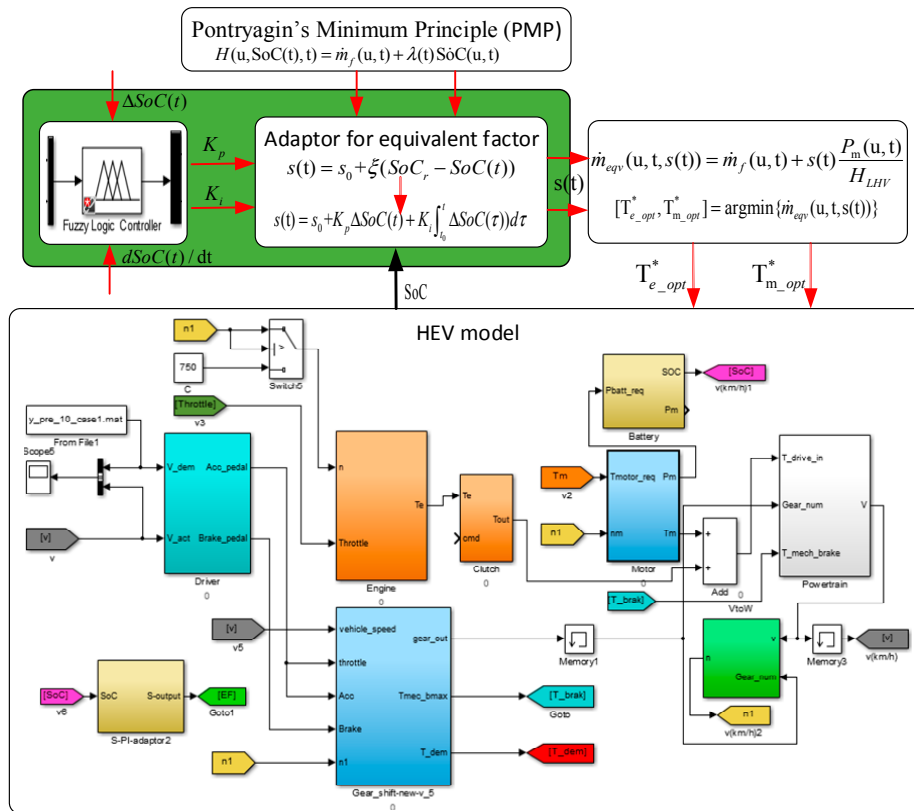 Pontryagin's Minimum Principle (PMP)
H(u,SoC(t),t) = ṁ_f(u,t) + λ(t)SȯC(u,t)
ΔSoC(t)
K_p
K_i
Fuzzy Logic Controller
dSoC(t)/dt
Adaptor for equivalent factor
s(t) = s_0 + ξ(SoC_r − SoC(t))
s(t) = s_0 + K_p ΔSoC(t) + K_i ∫_{t_0}^{t} ΔSoC(τ))dτ
s(t)
ṁ_eqv(u, t, s(t)) = ṁ_f(u, t) + s(t) P_m(u, t) / H_LHV
[T*_e_opt, T*_m_opt] = argmin{ṁ_eqv(u, t,s(t))}
T*_e_opt
T*_m_opt
SoC
HEV model
n1
750
C
Switch5
[Throttle]
v3
y_pre_10_case1.mat
From File1
Scope5
[v]
v
V_dem
Acc_pedal
V_act
Brake_pedal
Driver
0
n
Te
Throttle
Engine
0
Te
Tout
cmd
Clutch
0
Pbatt_req
SOC
Pm
Battery
[SoC]
v(km/h)1
Tm
v2
n1
Tmotor_req
Pm
nm
Tm
Motor
0
+
+
Add
0
[T_brak]
VtoW
T_drive_in
Gear_num
V
T_mech_brake
Powertrain
0
v
n
Gear_num
Memory3
[v]
v(km/h)
n1
v(km/h)2
[v]
v5
vehicle_speed
gear_out
throttle
Acc
Tmec_bmax
Brake
T_dem
n1
Gear_shift-new-v_5
0
n1
Memory1
[T_brak]
Goto
[T_dem]
[SoC]
v6
SoC
S-output
S-PI-adaptor2
[EF]
Goto1